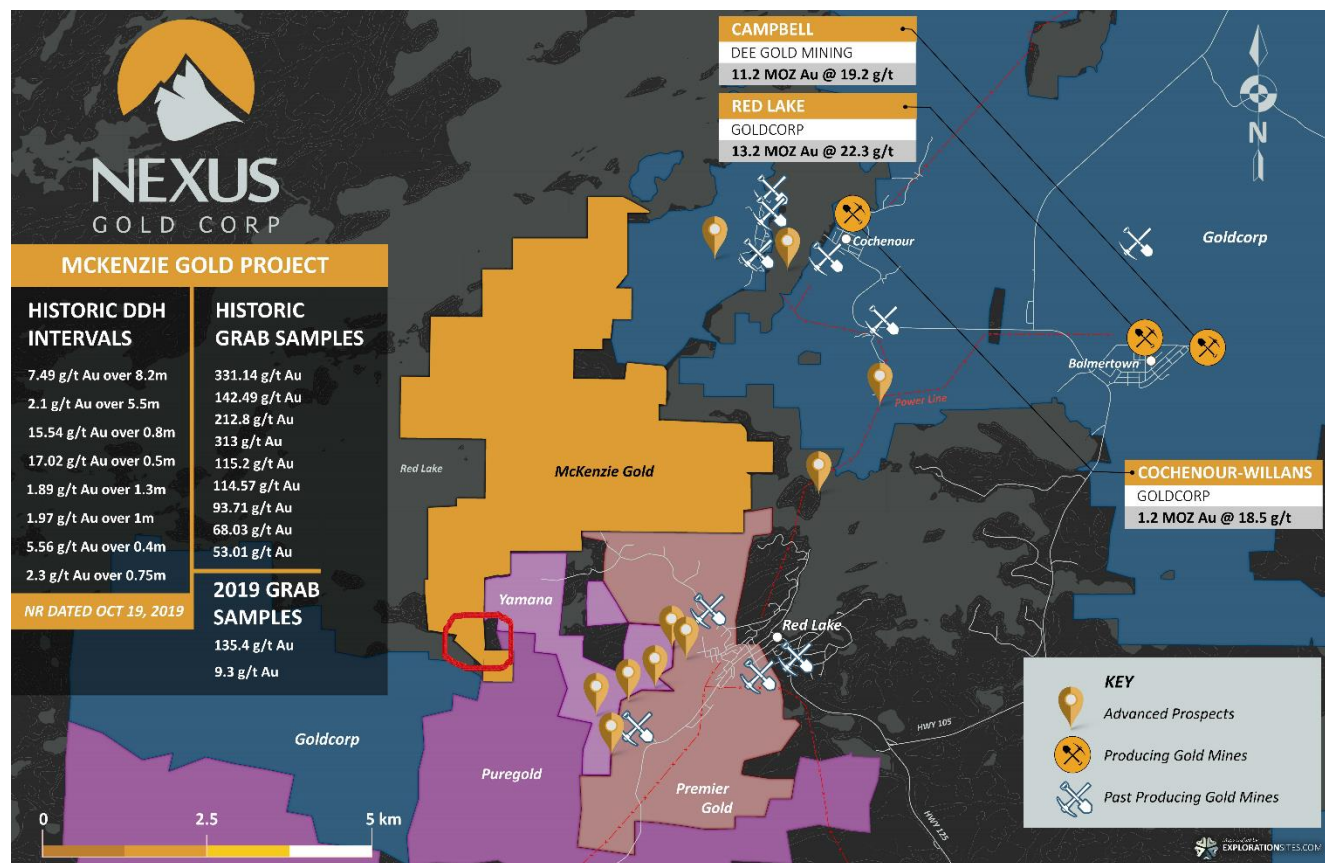 NEXUS
GOLD CORP
MCKENZIE GOLD PROJECT
HISTORIC DDH
INTERVALS
7.49 g/t Au over 8.2m
2.1 g/t Au over 5.5m
15.54 g/t Au over 0.8m
17.02 g/t Au over 0.5m
1.89 g/t Au over 1.3m
1.97 g/t Au over 1m
5.56 g/t Au over 0.4m
2.3 g/t Au over 0.75m
NR DATED OCT 19, 2019
HISTORIC
GRAB SAMPLES
331.14 g/t Au
142.49 g/t Au
212.8 g/t Au
313 g/t Au
115.2 g/t Au
114.57 g/t Au
93.71 g/t Au
68.03 g/t Au
53.01 g/t Au
2019 GRAB
SAMPLES
135.4 g/t Au
9.3 g/t Au
CAMPBELL
DEE GOLD MINING
11.2 MOZ Au @ 19.2 g/t
RED LAKE
GOLDCORP
13.2 MOZ Au @ 22.3 g/t
N
Cochenour
Goldcorp
Balmertown
Power Line
Red Lake
McKenzie Gold
COCHENOUR-WILLANS
GOLDCORP
1.2 MOZ Au @ 18.5 g/t
Yamana
Red Lake
Goldcorp
Puregold
Premier
Gold
HWY 105
HWY 125
KEY
Advanced Prospects
Producing Gold Mines
Past Producing Gold Mines
0 2.5 5 km
EXPLORATIONSITES.COM